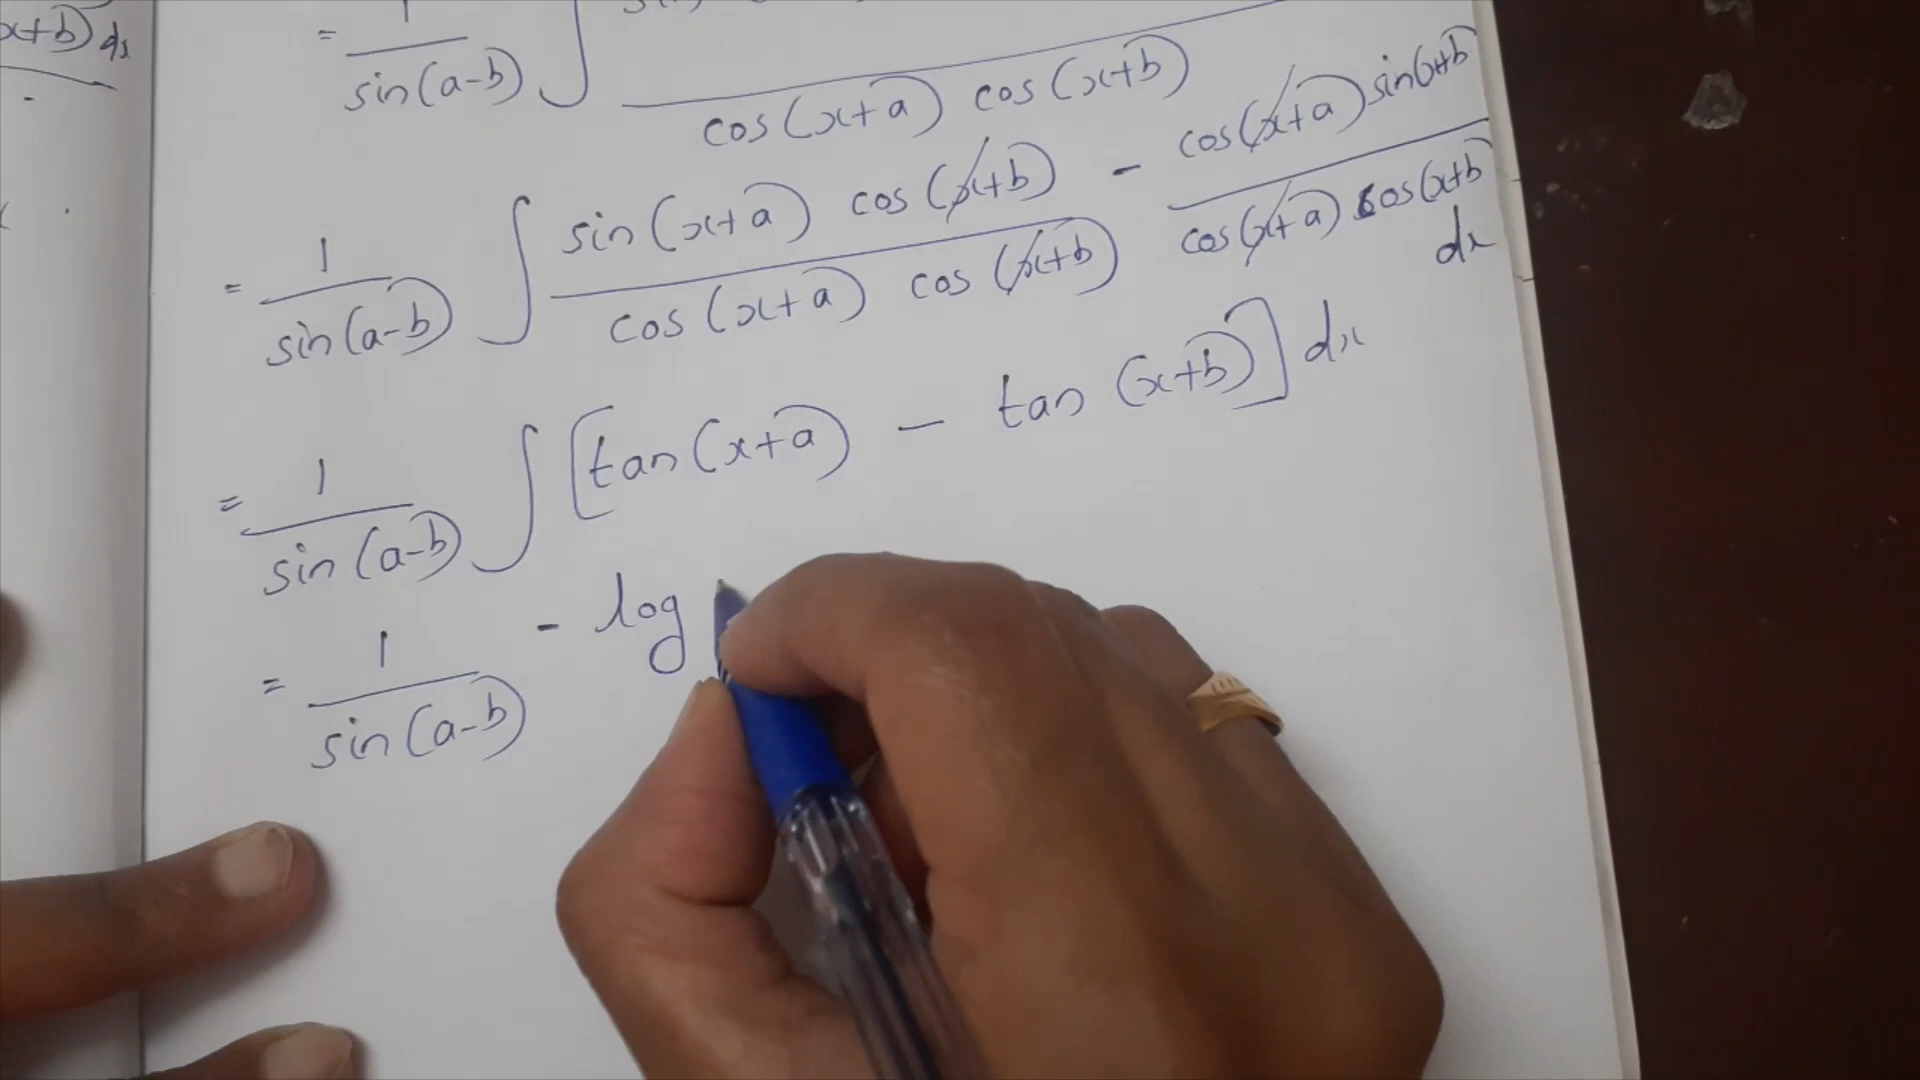 x+b) dx
= 1 / sin(a-b) ∫ / cos(x+a) cos(x+b)
= 1 / sin(a-b) ∫ sin(x+a) cos(x+b) / cos(x+a) cos(x+b) - cos(x+a) sin(x+b / cos(x+a) cos(x+b dx
= 1 / sin(a-b) ∫ [tan(x+a) - tan(x+b)] dx
= 1 / sin(a-b) - log